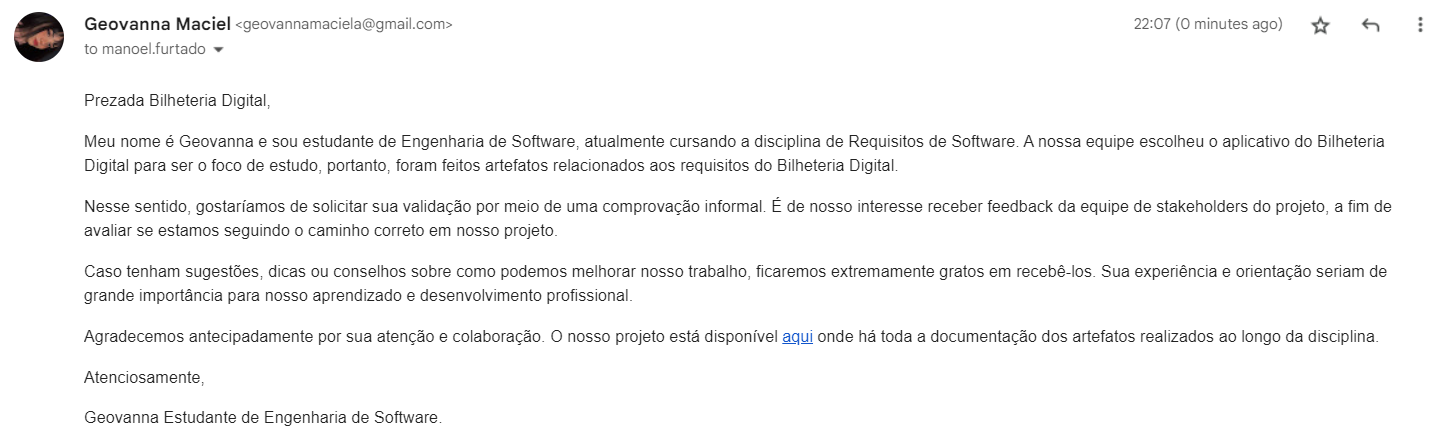 Geovanna Maciel <geovannamaciela@gmail.com>
22:07 (0 minutes ago)
to manoel.furtado
Prezada Bilheteria Digital,
Meu nome é Geovanna e sou estudante de Engenharia de Software, atualmente cursando a disciplina de Requisitos de Software. A nossa equipe escolheu o aplicativo do Bilheteria
Digital para ser o foco de estudo, portanto, foram feitos artefatos relacionados aos requisitos do Bilheteria Digital.
Nesse sentido, gostaríamos de solicitar sua validação por meio de uma comprovação informal. É de nosso interesse receber feedback da equipe de stakeholders do projeto, a fim de
avaliar se estamos seguindo o caminho correto em nosso projeto.
Caso tenham sugestões, dicas ou conselhos sobre como podemos melhorar nosso trabalho, ficaremos extremamente gratos em recebê-los. Sua experiência e orientação seriam de
grande importância para nosso aprendizado e desenvolvimento profissional.
Agradecemos antecipadamente por sua atenção e colaboração. O nosso projeto está disponível aqui onde há toda a documentação dos artefatos realizados ao longo da disciplina.
Atenciosamente,
Geovanna Estudante de Engenharia de Software.